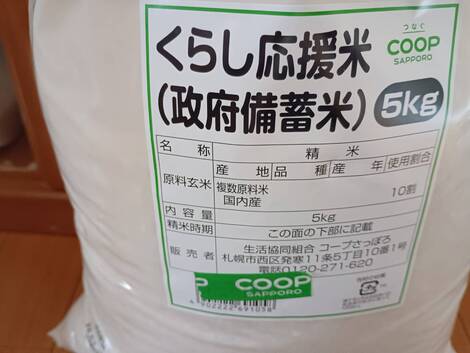 つなぐ
COOP
SAPPORO
くらし応援米
(政府備蓄米) 5kg
名称 精米
産地 品種 産年 使用割合
原料玄米 複数原料米
国内産 10割
内容量 5kg
精米時期 この面の下部に記載
販売者 生活協同組合 コープさっぽろ
札幌市西区発寒11条5丁目10番1号
電話0120-271-620
COOP
SAPPORO
4902222691058